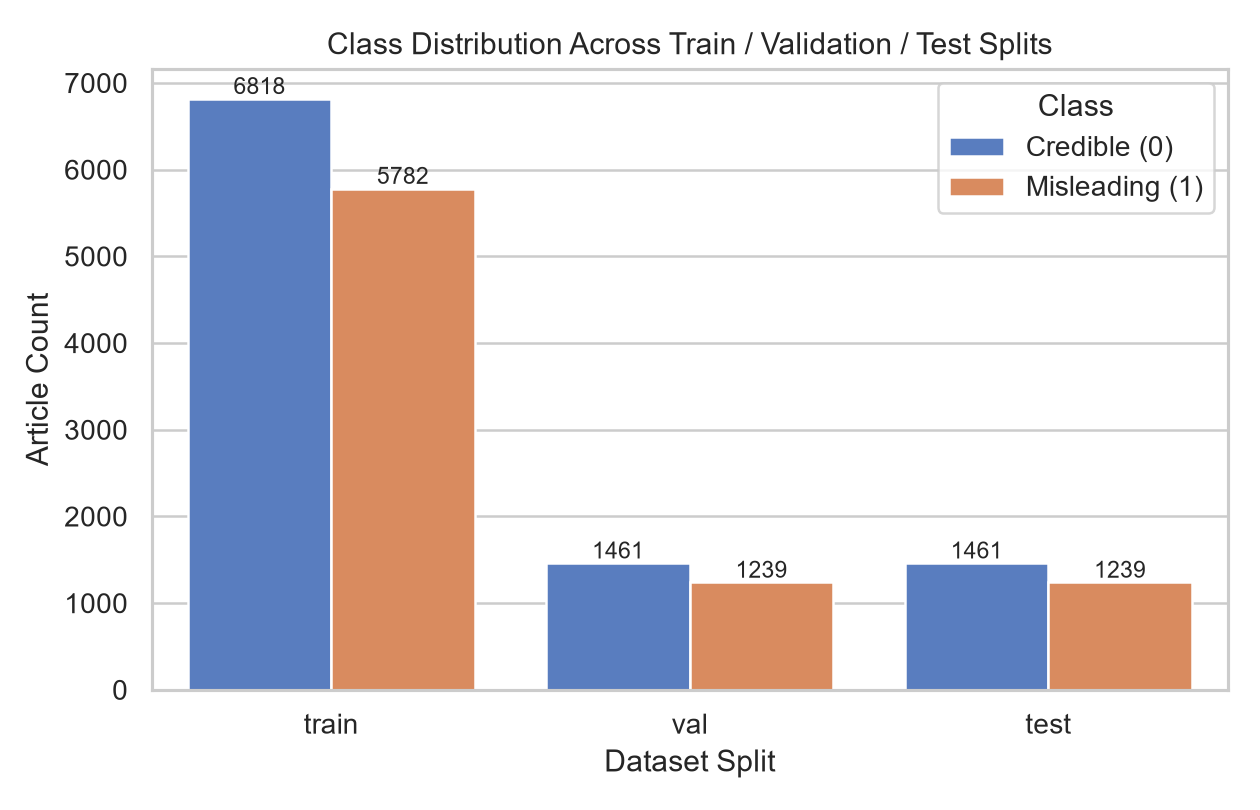 Class Distribution Across Train / Validation / Test Splits
7000
6000
5000
4000
3000
2000
1000
0
Article Count
6818
5782
1461
1239
1461
1239
Class
Credible (0)
Misleading (1)
train
val
test
Dataset Split